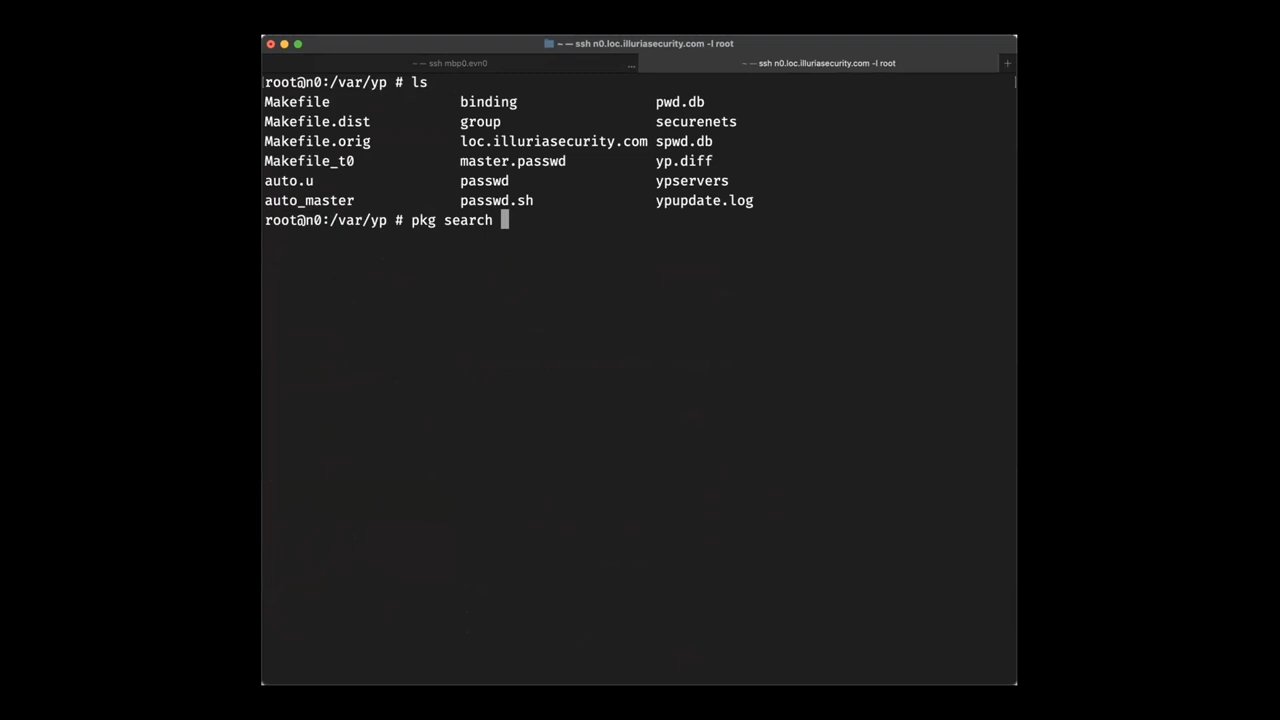 ~ — ssh n0.loc.illuriasecurity.com -l root
~ — ssh mbp0.evn0 ... ~ — ssh n0.loc.illuriasecurity.com -l root +
root@n0:/var/yp # ls
Makefile binding pwd.db
Makefile.dist group securenets
Makefile.orig loc.illuriasecurity.com spwd.db
Makefile_t0 master.passwd yp.diff
auto.u passwd ypservers
auto_master passwd.sh ypupdate.log
root@n0:/var/yp # pkg search